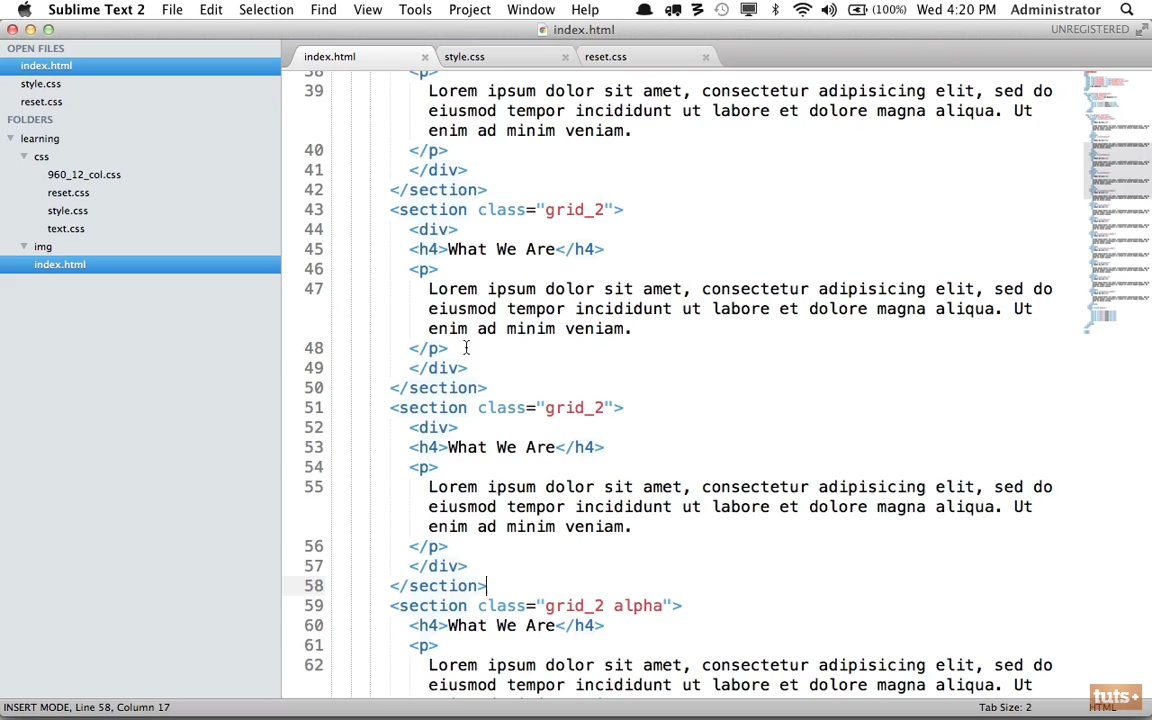 Sublime Text 2 File Edit Selection Find View Tools Project Window Help (100%) Wed 4:20 PM Administrator
index.html UNREGISTERED
OPEN FILES
index.html
style.css
reset.css
FOLDERS
learning
css
960_12_col.css
reset.css
style.css
text.css
img
index.html
index.html style.css reset.css
38 <p>
39 Lorem ipsum dolor sit amet, consectetur adipisicing elit, sed do
eiusmod tempor incididunt ut labore et dolore magna aliqua. Ut
enim ad minim veniam.
40 </p>
41 </div>
42 </section>
43 <section class="grid_2">
44 <div>
45 <h4>What We Are</h4>
46 <p>
47 Lorem ipsum dolor sit amet, consectetur adipisicing elit, sed do
eiusmod tempor incididunt ut labore et dolore magna aliqua. Ut
enim ad minim veniam.
48 </p>
49 </div>
50 </section>
51 <section class="grid_2">
52 <div>
53 <h4>What We Are</h4>
54 <p>
55 Lorem ipsum dolor sit amet, consectetur adipisicing elit, sed do
eiusmod tempor incididunt ut labore et dolore magna aliqua. Ut
enim ad minim veniam.
56 </p>
57 </div>
58 </section>
59 <section class="grid_2 alpha">
60 <h4>What We Are</h4>
61 <p>
62 Lorem ipsum dolor sit amet, consectetur adipisicing elit, sed do
eiusmod tempor incididunt ut labore et dolore magna aliqua. Ut
tuts+
INSERT MODE, Line 58, Column 17 Tab Size: 2 HTML